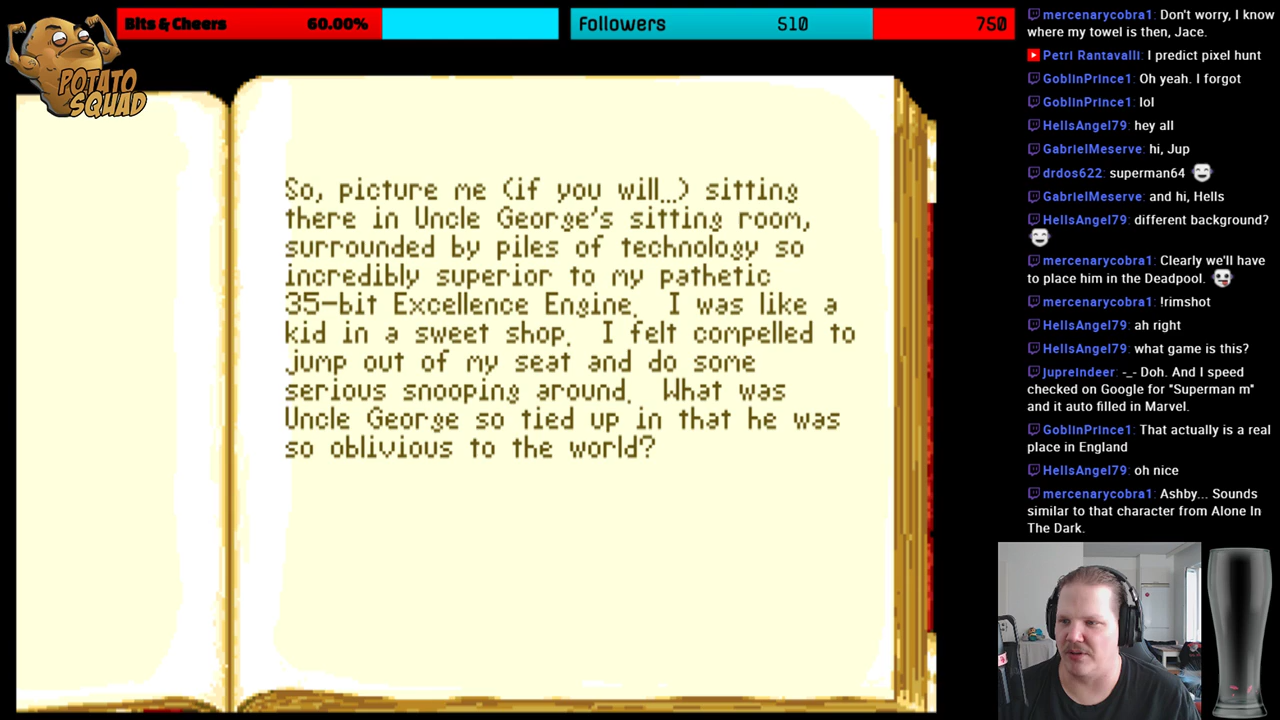 Bits & Cheers
60.00%
Followers
510
750
POTATO
SQUAD
So, picture me (if you will...) sitting
there in Uncle George's sitting room,
surrounded by piles of technology so
incredibly superior to my pathetic
35-bit Excellence Engine.  I was like a
kid in a sweet shop.  I felt compelled to
jump out of my seat and do some
serious snooping around.  What was
Uncle George so tied up in that he was
so oblivious to the world?
mercenarycobra1: Don't worry, I know
where my towel is then, Jace.
Petri Rantavalli: I predict pixel hunt
GoblinPrince1: Oh yeah. I forgot
GoblinPrince1: lol
HellsAngel79: hey all
GabrielMeserve: hi, Jup
drdos622: superman64
GabrielMeserve: and hi, Hells
HellsAngel79: different background?
mercenarycobra1: Clearly we'll have
to place him in the Deadpool.
mercenarycobra1: !rimshot
HellsAngel79: ah right
HellsAngel79: what game is this?
jupreindeer: -_- Doh. And I speed
checked on Google for "Superman m"
and it auto filled in Marvel.
GoblinPrince1: That actually is a real
place in England
HellsAngel79: oh nice
mercenarycobra1: Ashby... Sounds
similar to that character from Alone In
The Dark.